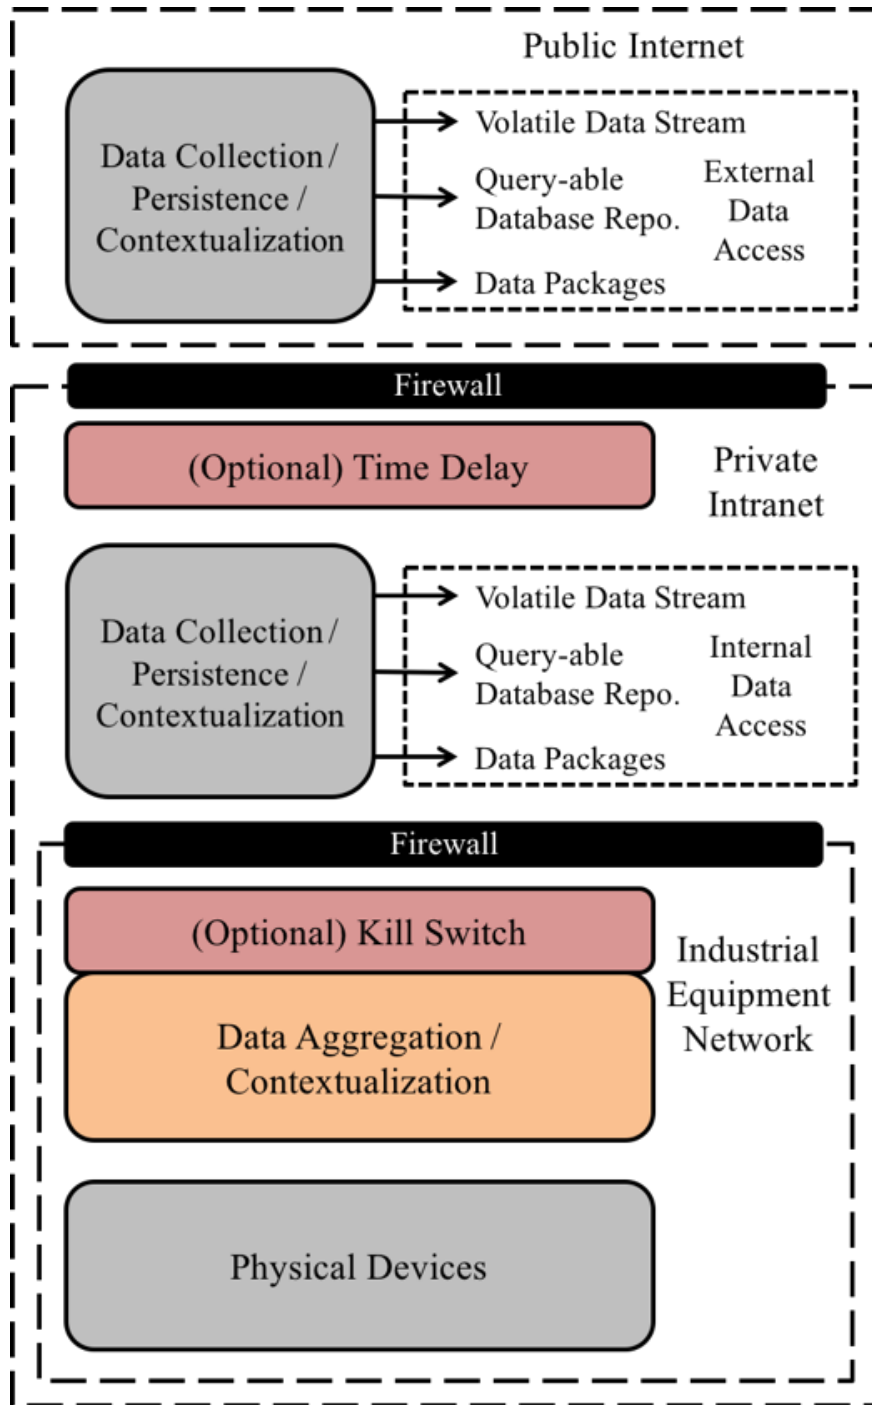 Public Internet
Data Collection /
Persistence /
Contextualization
Volatile Data Stream
Query-able
Database Repo.
Data Packages
External
Data
Access
Firewall
(Optional) Time Delay
Private
Intranet
Data Collection /
Persistence /
Contextualization
Volatile Data Stream
Query-able
Database Repo.
Data Packages
Internal
Data
Access
Firewall
(Optional) Kill Switch
Industrial
Equipment
Network
Data Aggregation /
Contextualization
Physical Devices